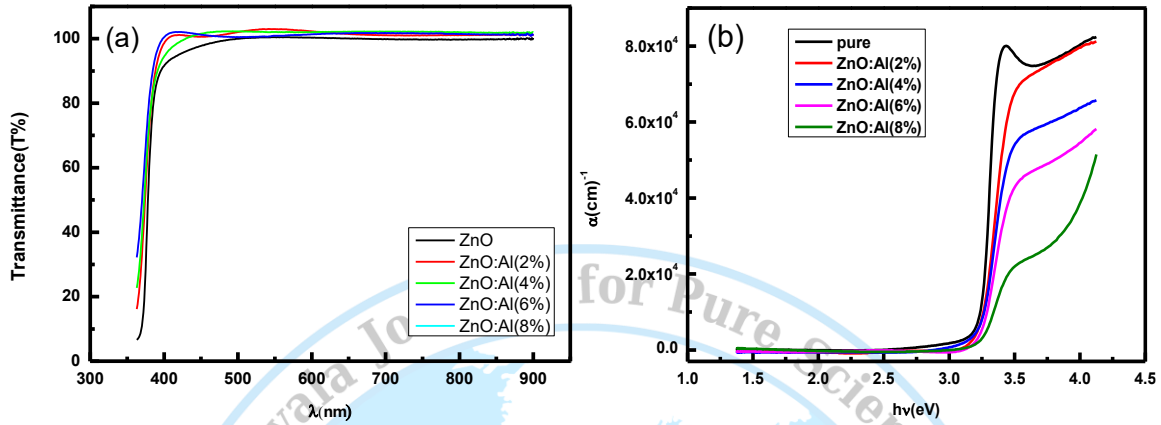 (a)
Transmittance(T%)
100
80
60
40
20
0
300 400 500 600 700 800 900
λ(nm)
ZnO
ZnO:Al(2%)
ZnO:Al(4%)
ZnO:Al(6%)
ZnO:Al(8%)
(b)
α(cm)⁻¹
8.0x10⁴
6.0x10⁴
4.0x10⁴
2.0x10⁴
0.0
1.0 1.5 2.0 2.5 3.0 3.5 4.0 4.5
hν(eV)
pure
ZnO:Al(2%)
ZnO:Al(4%)
ZnO:Al(6%)
ZnO:Al(8%)
for Pure